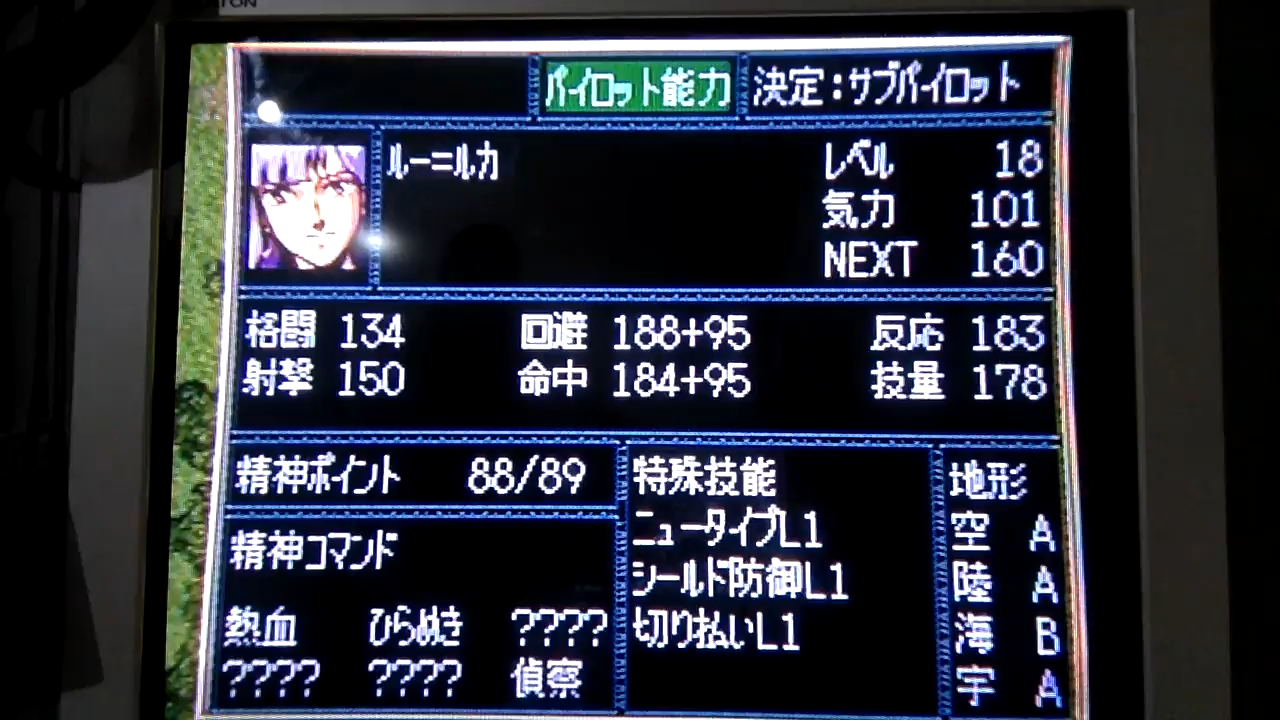 パイロット能力 決定：サブパイロット
ルー=ルカ レベル 18
気力 101
NEXT 160
格闘 134 回避 188+95 反応 183
射撃 150 命中 184+95 技量 178
精神ポイント 88/89
精神コマンド
熱血 ひらめき ????
???? ???? 偵察
特殊技能
ニュータイプL1
シールド防御L1
切り払いL1
地形
空 A
陸 A
海 B
宇 A